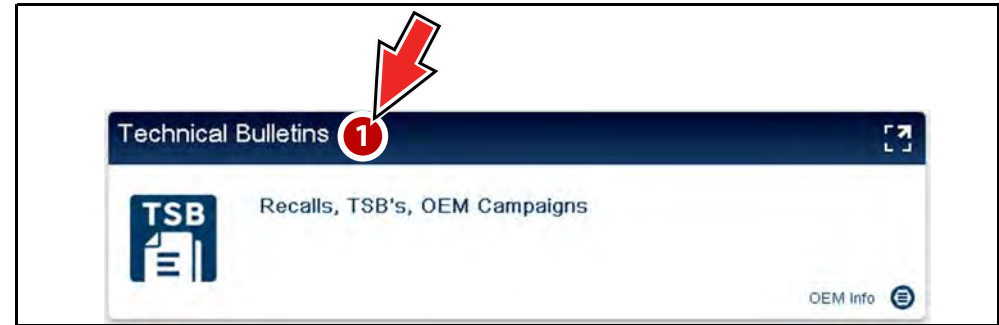 Technical Bulletins 1
TSB
Recalls, TSB's, OEM Campaigns
OEM Info